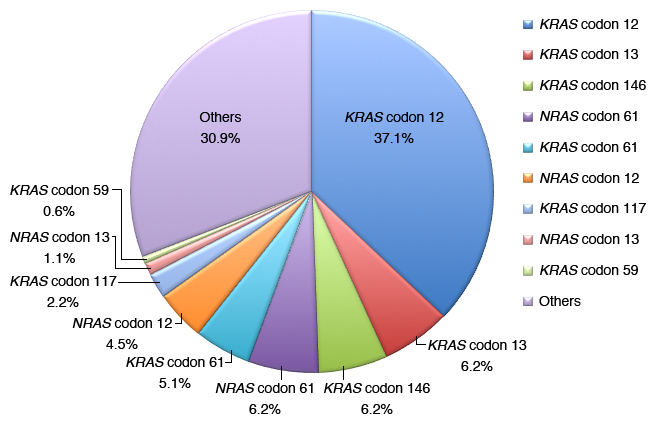 Others
30.9%
KRAS codon 12
37.1%
KRAS codon 59
0.6%
NRAS codon 13
1.1%
KRAS codon 117
2.2%
NRAS codon 12
4.5%
KRAS codon 61
5.1%
NRAS codon 61
6.2%
KRAS codon 146
6.2%
KRAS codon 13
6.2%
KRAS codon 12
KRAS codon 13
KRAS codon 146
NRAS codon 61
KRAS codon 61
NRAS codon 12
KRAS codon 117
NRAS codon 13
KRAS codon 59
Others